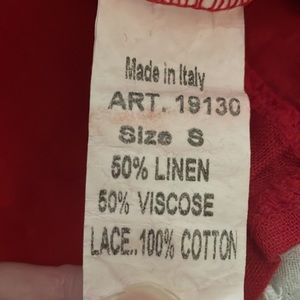 Made in Italy
ART. 19130
Size S
50% LINEN
50% VISCOSE
LACE..100% COTTON